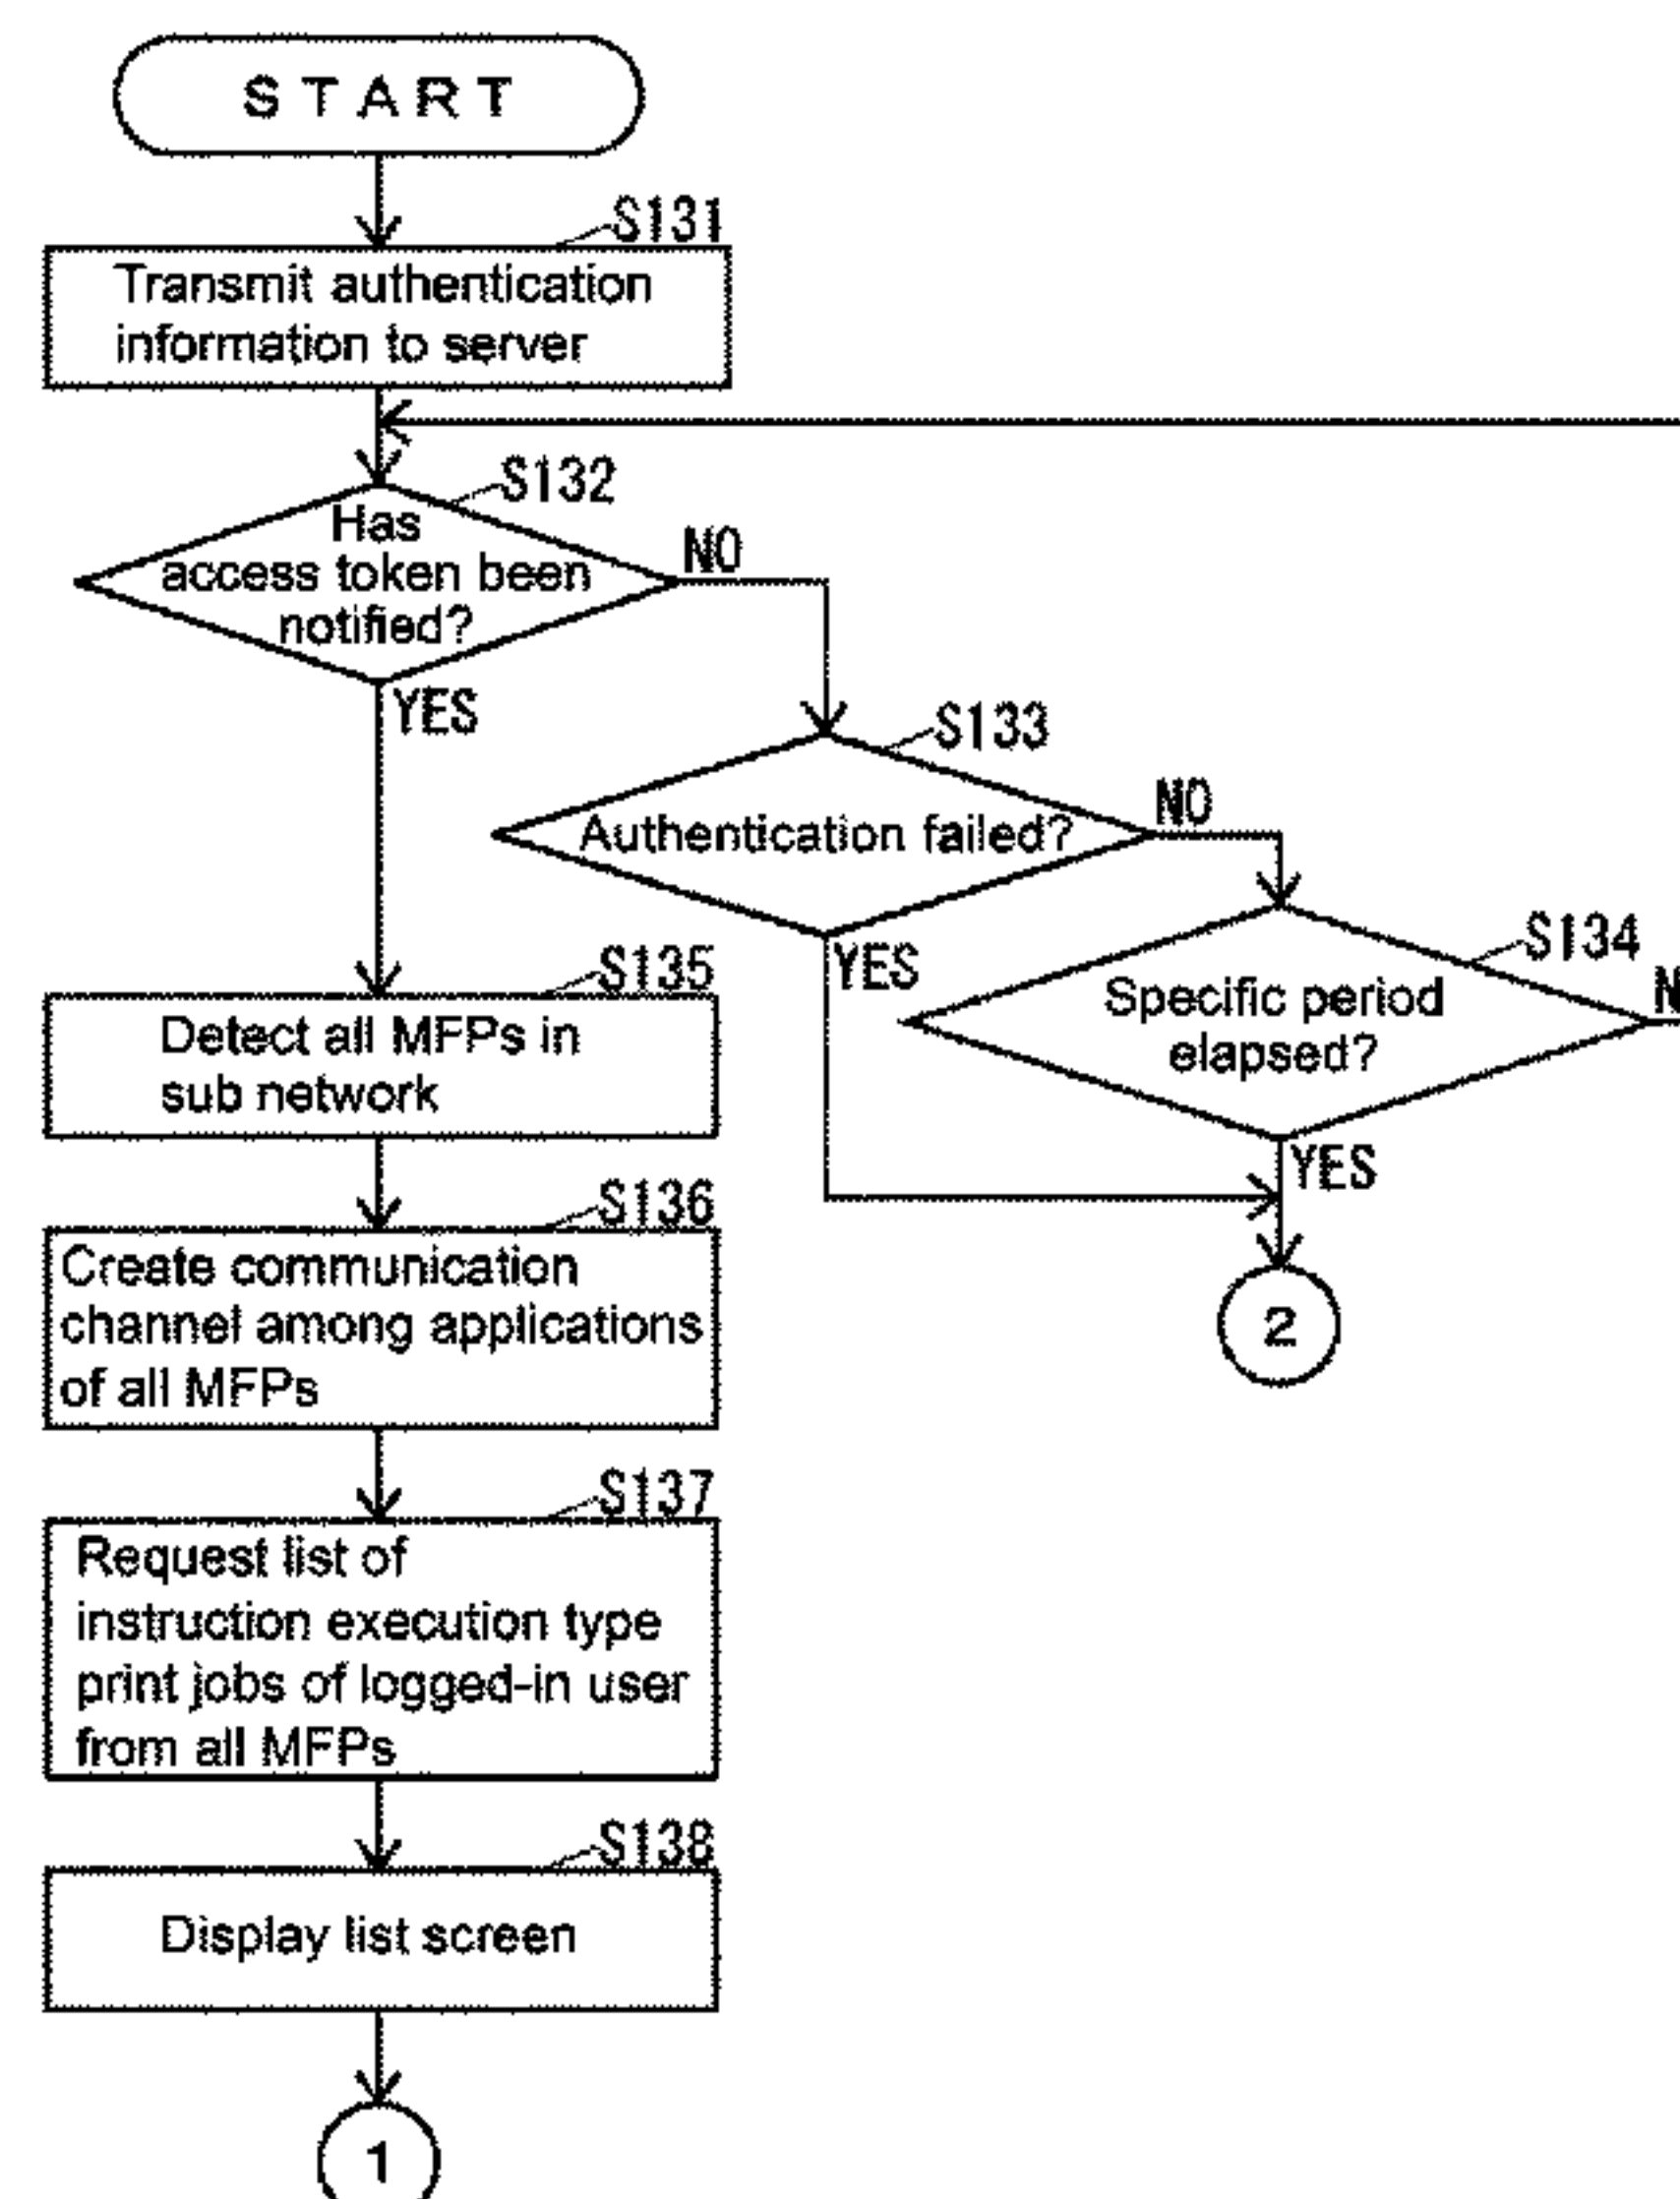 START
S131
Transmit authentication
information to server
S132
Has
access token been
notified?
NO
YES
S133
Authentication failed?
NO
YES
S134
Specific period
elapsed?
YES
2
S135
Detect all MFPs in
sub network
S136
Create communication
channel among applications
of all MFPs
S137
Request list of
instruction execution type
print jobs of logged-in user
from all MFPs
S138
Display list screen
1